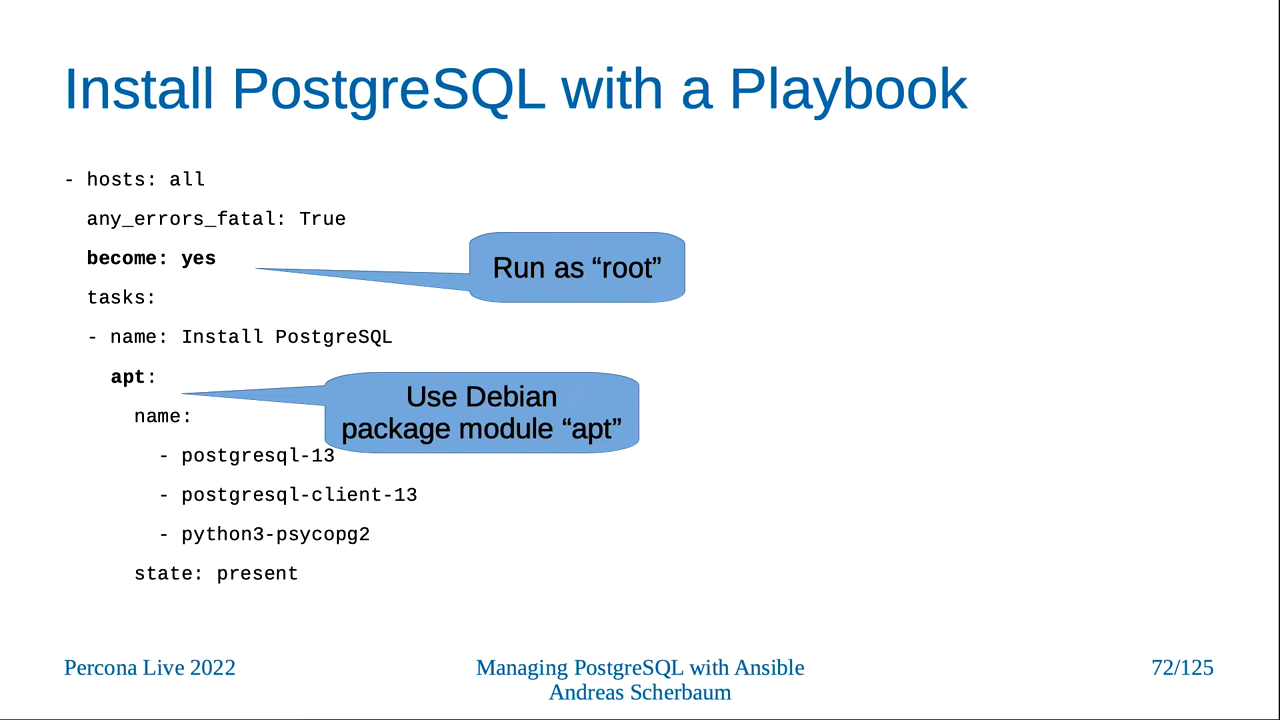 Install PostgreSQL with a Playbook
- hosts: all
any_errors_fatal: True
become: yes
Run as “root”
tasks:
- name: Install PostgreSQL
apt:
Use Debian
package module “apt”
name:
- postgresql-13
- postgresql-client-13
- python3-psycopg2
state: present
Percona Live 2022
Managing PostgreSQL with Ansible
Andreas Scherbaum
72/125